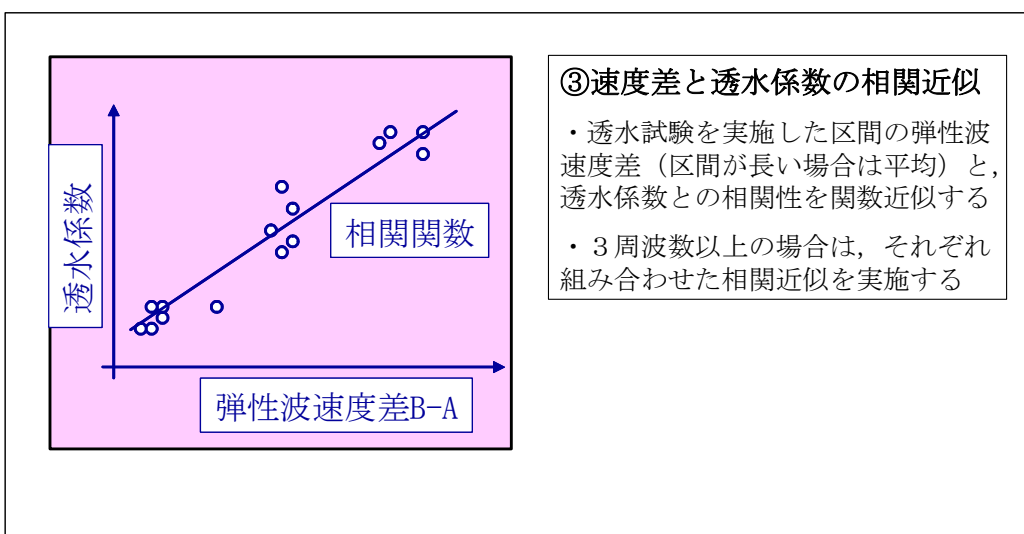 透水係数
相関関数
弾性波速度差B-A
③速度差と透水係数の相関近似
・透水試験を実施した区間の弾性波
速度差（区間が長い場合は平均）と，
透水係数との相関性を関数近似する
・３周波数以上の場合は，それぞれ
組み合わせた相関近似を実施する